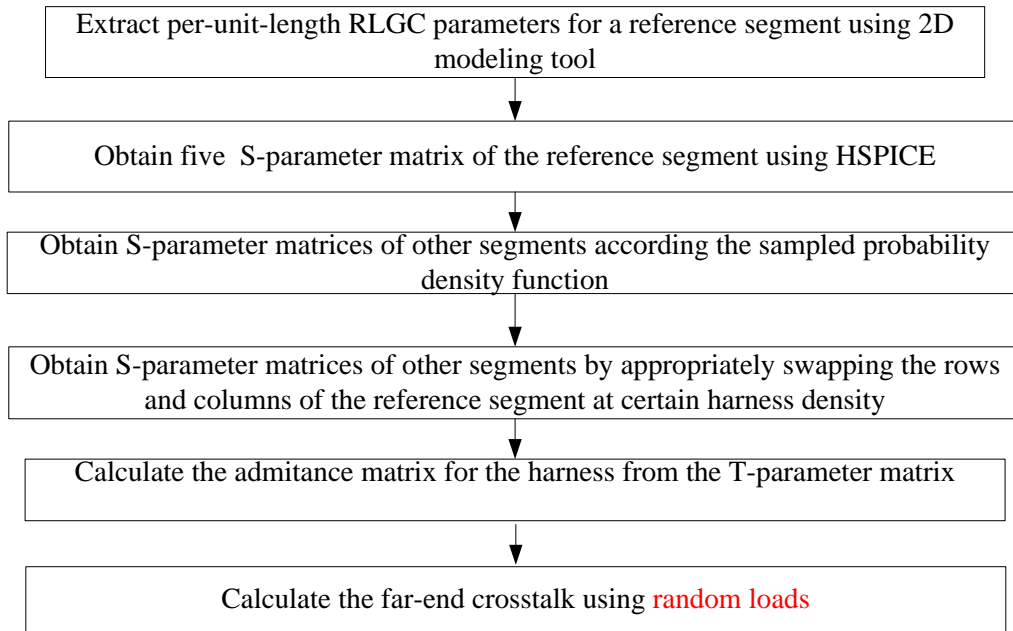 Extract per-unit-length RLGC parameters for a reference segment using 2D
modeling tool
Obtain five S-parameter matrix of the reference segment using HSPICE
Obtain S-parameter matrices of other segments according the sampled probability
density function
Obtain S-parameter matrices of other segments by appropriately swapping the rows
and columns of the reference segment at certain harness density
Calculate the admitance matrix for the harness from the T-parameter matrix
Calculate the far-end crosstalk using random loads